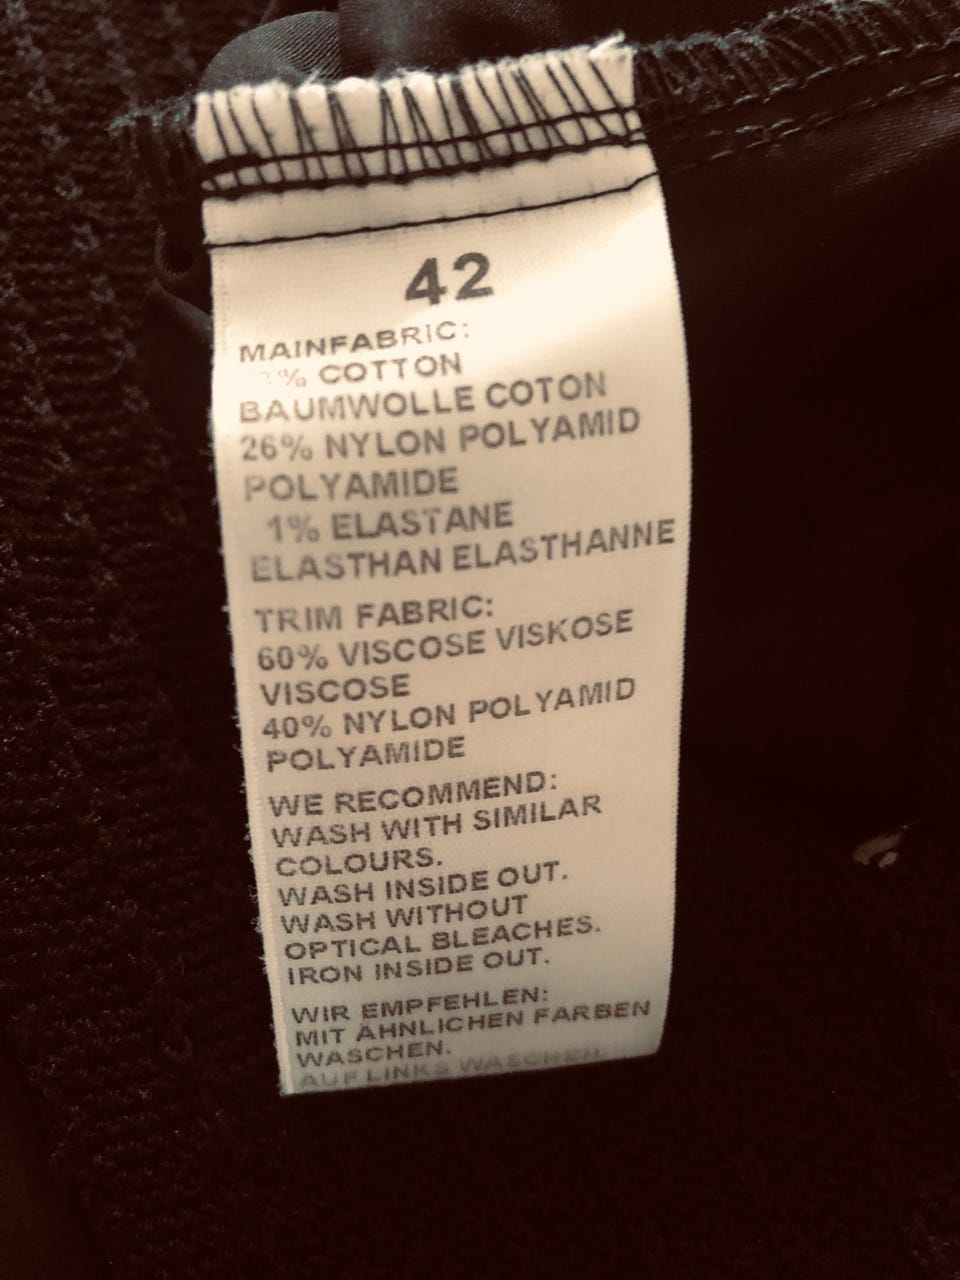 42
MAINFABRIC:
% COTTON
BAUMWOLLE COTON
26% NYLON POLYAMID
POLYAMIDE
1% ELASTANE
ELASTHAN ELASTHANNE
TRIM FABRIC:
60% VISCOSE VISKOSE
VISCOSE
40% NYLON POLYAMID
POLYAMIDE
WE RECOMMEND:
WASH WITH SIMILAR
COLOURS.
WASH INSIDE OUT.
WASH WITHOUT
OPTICAL BLEACHES.
IRON INSIDE OUT.
WIR EMPFEHLEN:
MIT ÄHNLICHEN FARBEN
WASCHEN.
AUF LINKS WASCHEN.